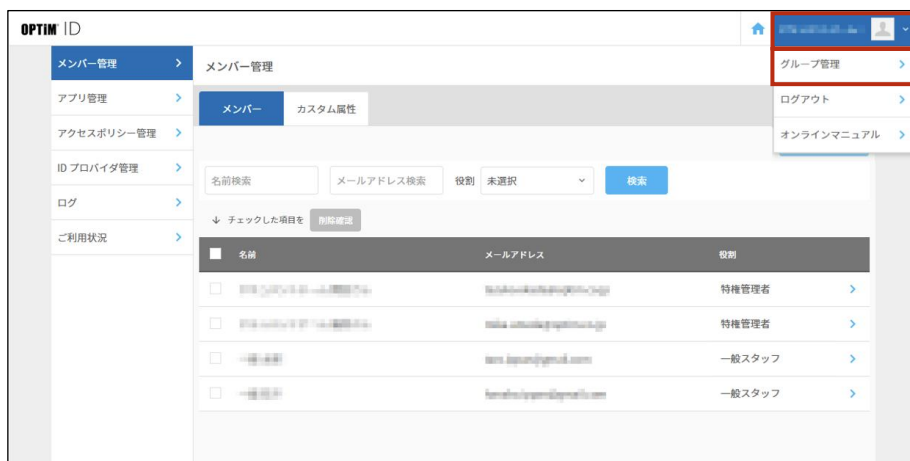 OPTiM ID
メンバー管理
アプリ管理
アクセスポリシー管理
ID プロバイダ管理
ログ
ご利用状況
グループ管理
ログアウト
オンラインマニュアル
メンバー管理
メンバー
カスタム属性
名前検索
メールアドレス検索
役割
未選択
検索
チェックした項目を 削除確認
名前 メールアドレス 役割
特権管理者
特権管理者
一般スタッフ
一般スタッフ